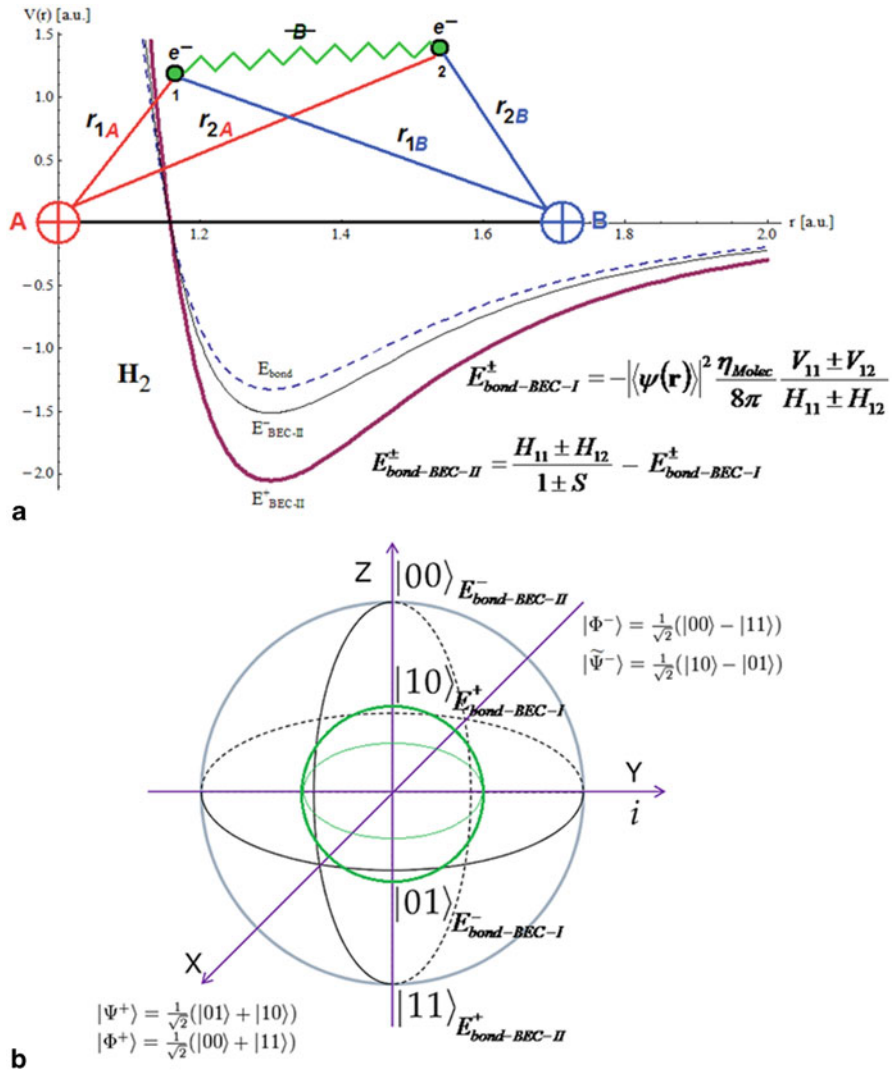 V(r) [a.u.]
1.5
1.0
0.5
−0.5
−1.0
−1.5
−2.0
e⁻
1
B
e⁻
2
r1A
r2A
r1B
r2B
A
B
1.2
1.4
1.6
1.8
2.0
r [a.u.]
H₂
E_bond
E⁻_BEC-II
E⁺_BEC-II
E^±_bond−BEC−I = −|⟨ψ(r)⟩|² η_Molec/8π (V₁₁ ± V₁₂)/(H₁₁ ± H₁₂)
E^±_bond−BEC−II = (H₁₁ ± H₁₂)/(1 ± S) − E^±_bond−BEC−I
a
Z
|00⟩ E⁻_bond−BEC−II
|Φ⁻⟩ = 1/√2(|00⟩ − |11⟩)
|Ψ̃⁻⟩ = 1/√2(|10⟩ − |01⟩)
|10⟩ E⁺_bond−BEC−I
Y
i
|01⟩ E⁻_bond−BEC−I
X
|Ψ⁺⟩ = 1/√2(|01⟩ + |10⟩)
|Φ⁺⟩ = 1/√2(|00⟩ + |11⟩)
|11⟩ E⁺_bond−BEC−II
b